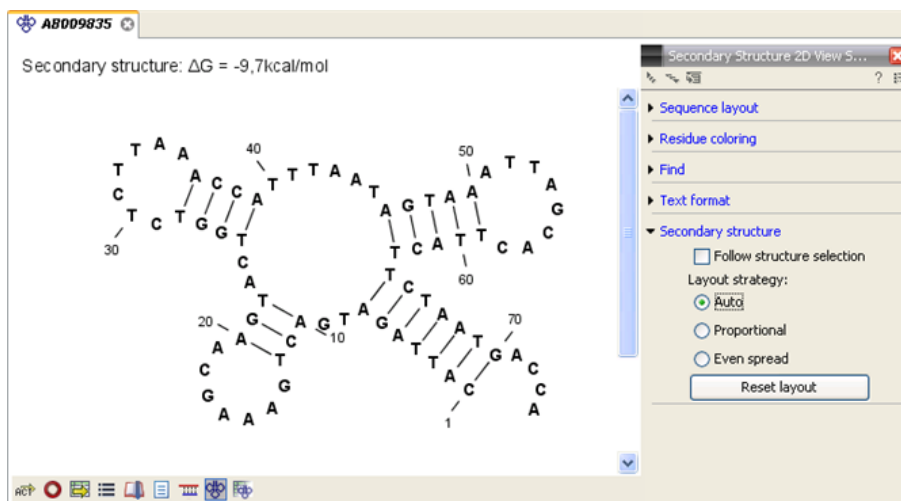 AB009835
Secondary structure: ΔG = -9,7kcal/mol
CATTAGATGACTGAAAGCAAGTACTGGTCTCTTAAACCATTTAATAGTAAATTAGCACTTACTTCTAATGACCA
1
10
20
30
40
50
60
70
Secondary Structure 2D View S...
?
Sequence layout
Residue coloring
Find
Text format
Secondary structure
Follow structure selection
Layout strategy:
Auto
Proportional
Even spread
Reset layout
ACT